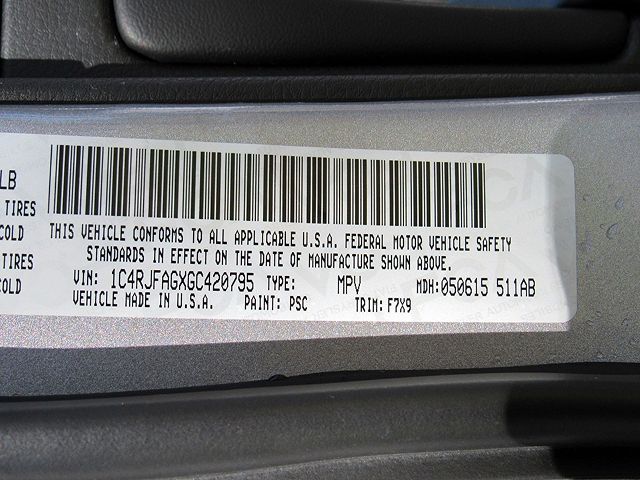 LB
TIRES
COLD
TIRES
COLD
THIS VEHICLE CONFORMS TO ALL APPLICABLE U.S.A. FEDERAL MOTOR VEHICLE SAFETY
STANDARDS IN EFFECT ON THE DATE OF MANUFACTURE SHOWN ABOVE.
VIN: 1C4RJFAGXGC420795 TYPE: MPV MDH:050615 511AB
VEHICLE MADE IN U.S.A. PAINT: PSC TRIM:F7X9